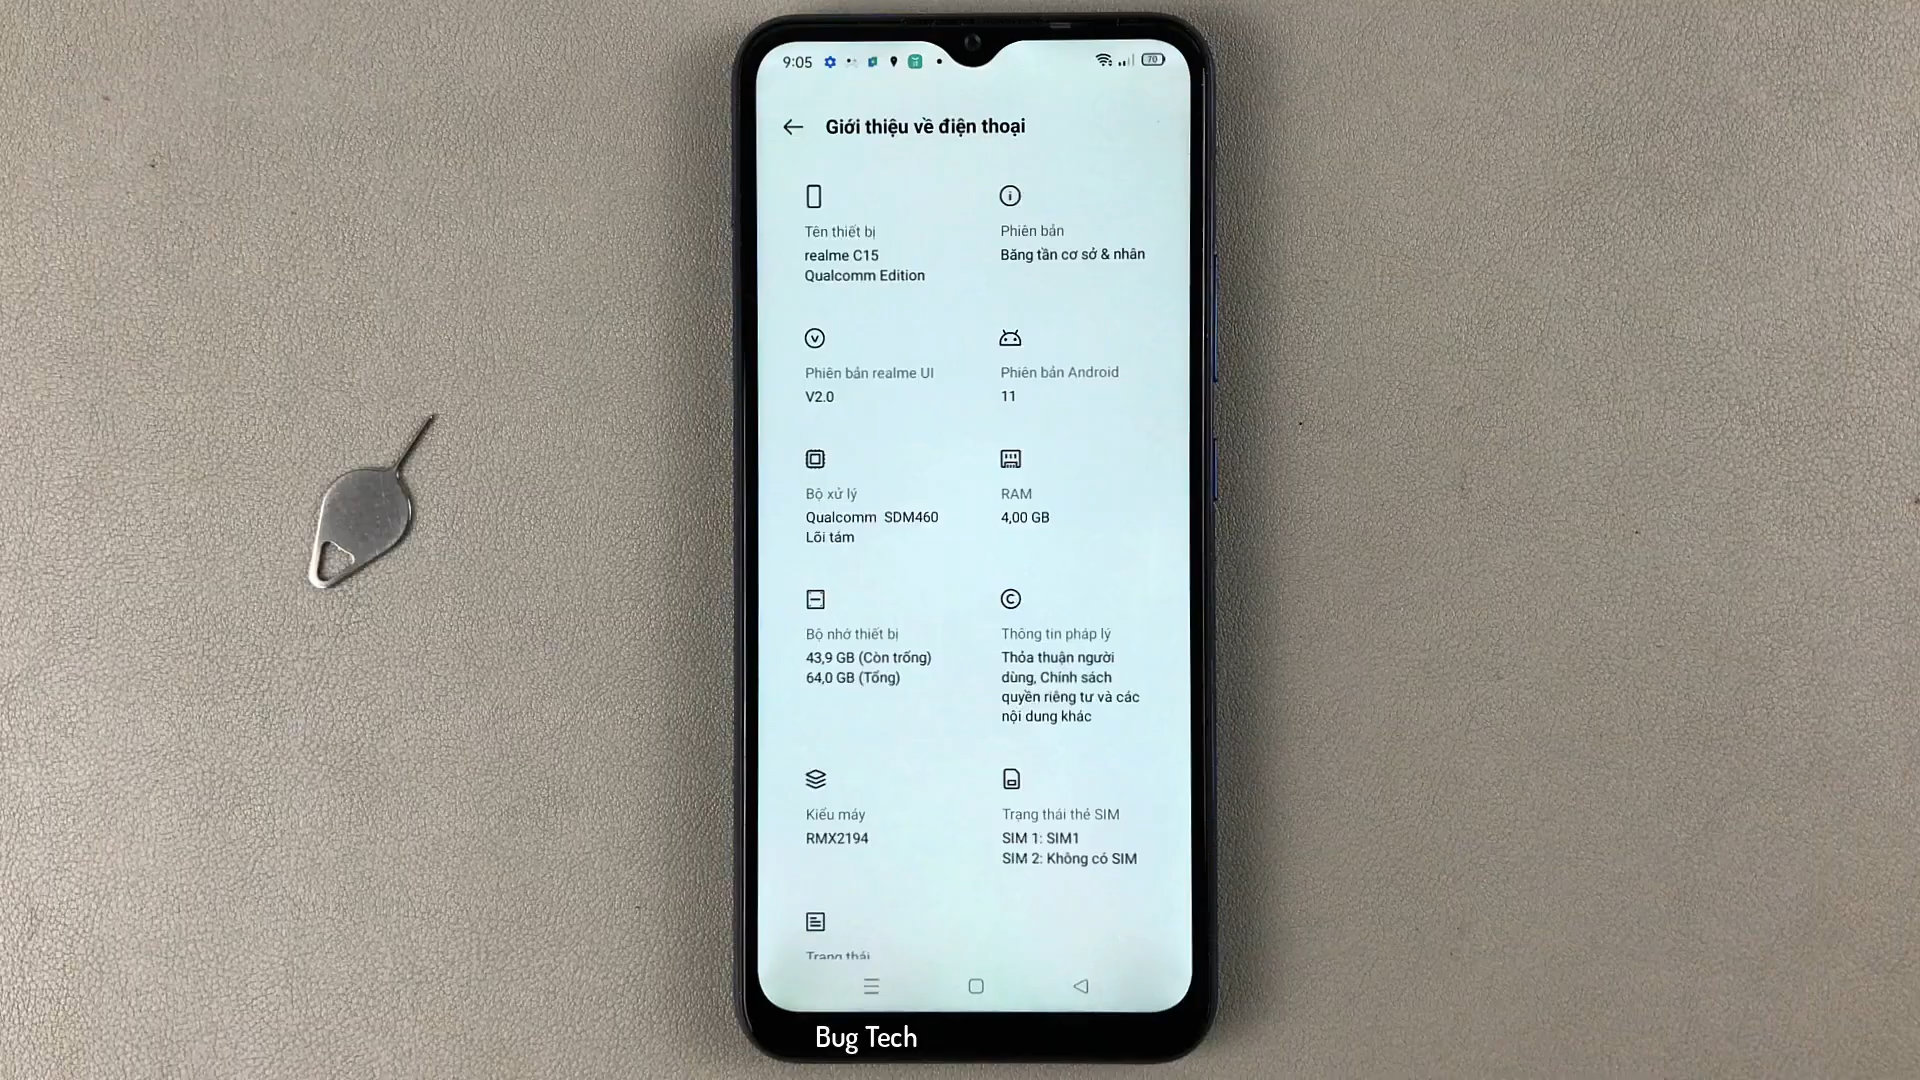 9:05
70
Giới thiệu về điện thoại
Tên thiết bị
realme C15
Qualcomm Edition
Phiên bản
Băng tần cơ sở & nhân
Phiên bản realme UI
V2.0
Phiên bản Android
11
Bộ xử lý
Qualcomm SDM460
Lõi tám
RAM
4,00 GB
Bộ nhớ thiết bị
43,9 GB (Còn trống)
64,0 GB (Tổng)
Thông tin pháp lý
Thỏa thuận người
dùng, Chính sách
quyền riêng tư và các
nội dung khác
Kiểu máy
RMX2194
Trạng thái thẻ SIM
SIM 1: SIM1
SIM 2: Không có SIM
Trạng thái
Bug Tech